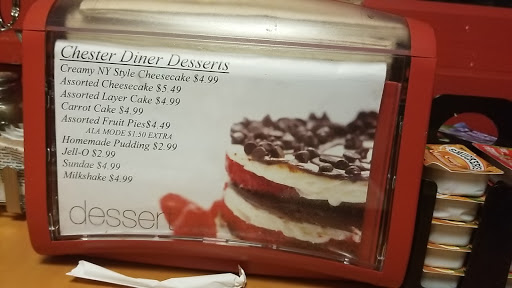 Chester Diner Desserts
Creamy NY Style Cheesecake $4.99
Assorted Cheesecake $5.49
Assorted Layer Cake $4.99
Carrot Cake $4.99
Assorted Fruit Pies$4.49
ALA MODE $1.50 EXTRA
Homemade Pudding $2.99
Jell-O $2.99
Sundae $4.99
Milkshake $4.99
desser